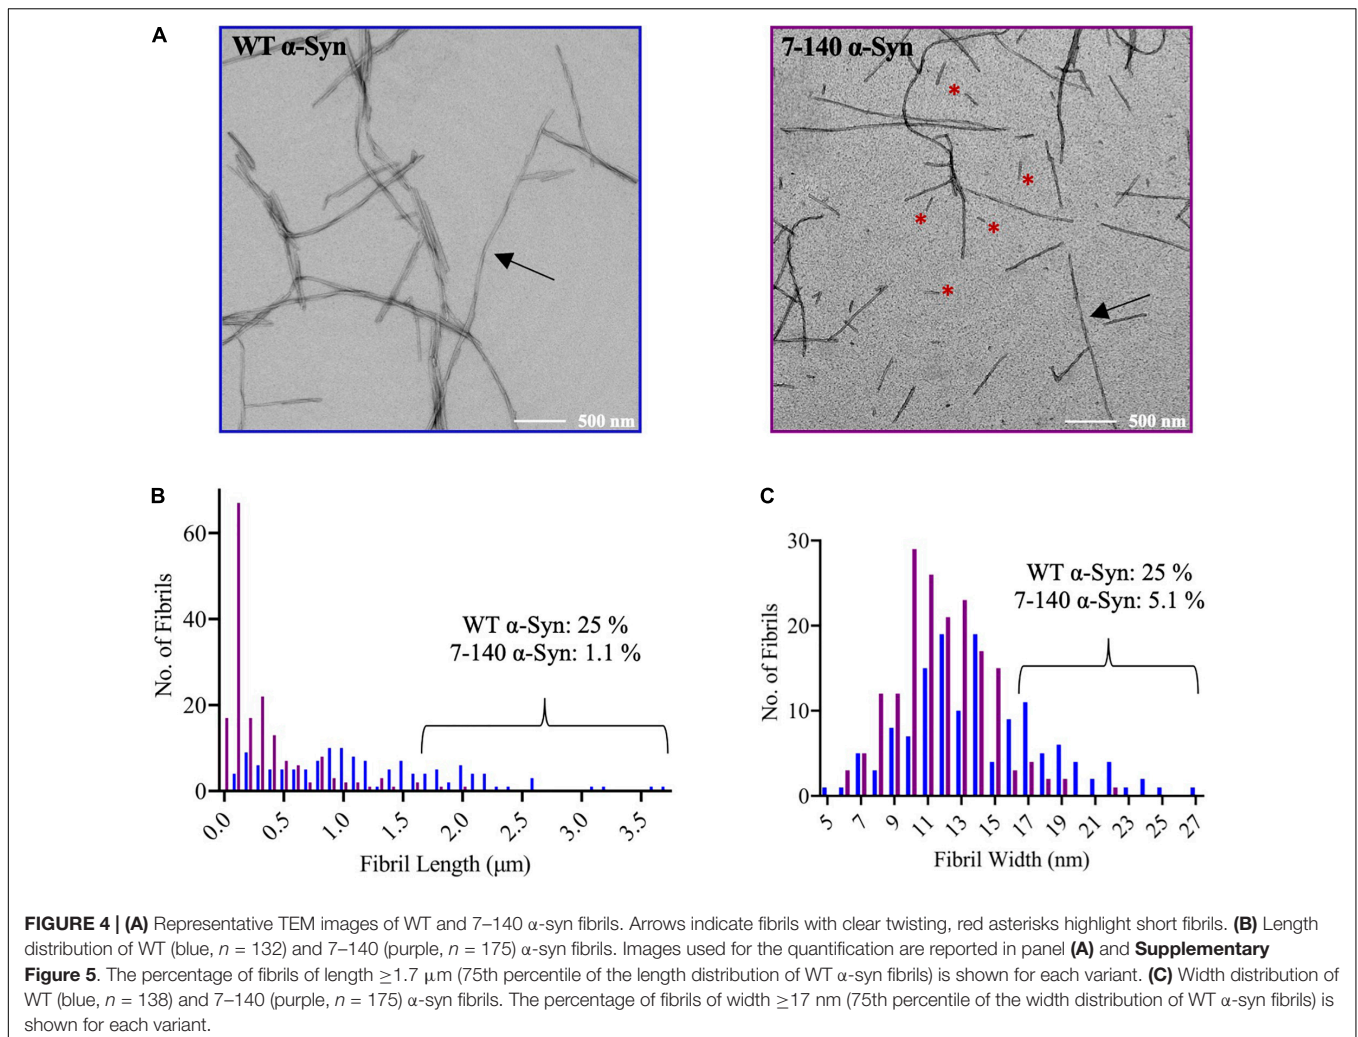 A
WT α-Syn
500 nm
7-140 α-Syn
*
*
*
*
*
500 nm
B
No. of Fibrils
60
40
20
0
WT α-Syn: 25 %
7-140 α-Syn: 1.1 %
0.0 0.5 1.0 1.5 2.0 2.5 3.0 3.5
Fibril Length (μm)
C
No. of Fibrils
30
20
10
0
WT α-Syn: 25 %
7-140 α-Syn: 5.1 %
5 7 9 11 13 15 17 19 21 23 25 27
Fibril Width (nm)
FIGURE 4 | (A) Representative TEM images of WT and 7–140 α-syn fibrils. Arrows indicate fibrils with clear twisting, red asterisks highlight short fibrils. (B) Length
distribution of WT (blue, n = 132) and 7–140 (purple, n = 175) α-syn fibrils. Images used for the quantification are reported in panel (A) and Supplementary
Figure 5. The percentage of fibrils of length ≥1.7 μm (75th percentile of the length distribution of WT α-syn fibrils) is shown for each variant. (C) Width distribution of
WT (blue, n = 138) and 7–140 (purple, n = 175) α-syn fibrils. The percentage of fibrils of width ≥17 nm (75th percentile of the width distribution of WT α-syn fibrils) is
shown for each variant.